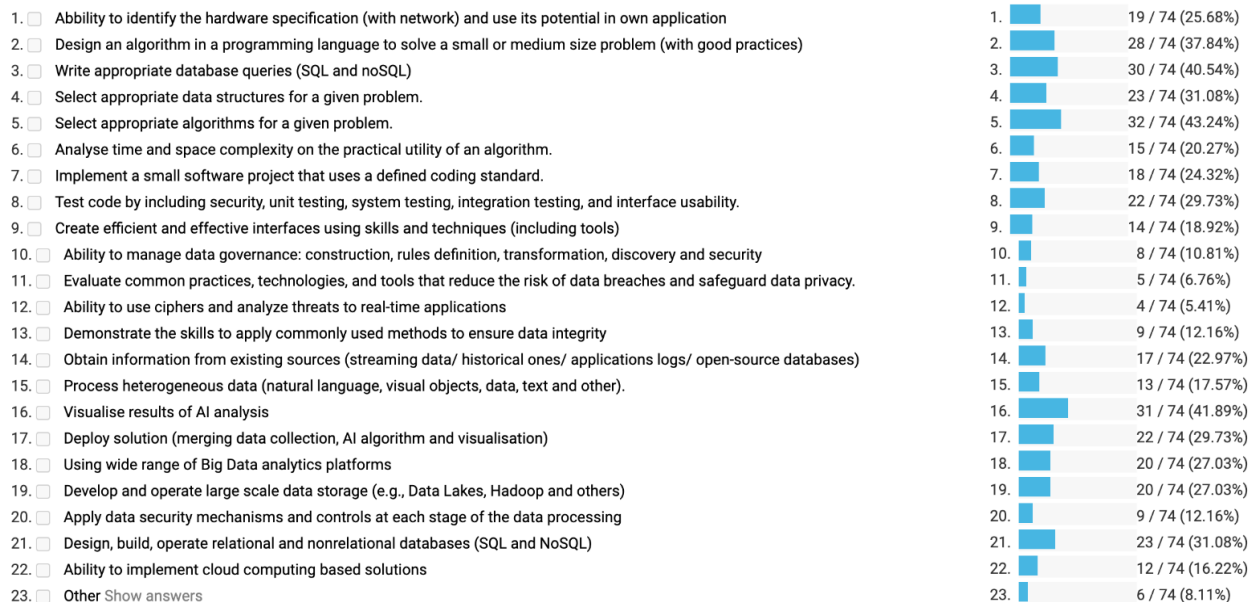 1. Abbility to identify the hardware specification (with network) and use its potential in own application 1. 19 / 74 (25.68%)
2. Design an algorithm in a programming language to solve a small or medium size problem (with good practices) 2. 28 / 74 (37.84%)
3. Write appropriate database queries (SQL and noSQL) 3. 30 / 74 (40.54%)
4. Select appropriate data structures for a given problem. 4. 23 / 74 (31.08%)
5. Select appropriate algorithms for a given problem. 5. 32 / 74 (43.24%)
6. Analyse time and space complexity on the practical utility of an algorithm. 6. 15 / 74 (20.27%)
7. Implement a small software project that uses a defined coding standard. 7. 18 / 74 (24.32%)
8. Test code by including security, unit testing, system testing, integration testing, and interface usability. 8. 22 / 74 (29.73%)
9. Create efficient and effective interfaces using skills and techniques (including tools) 9. 14 / 74 (18.92%)
10. Ability to manage data governance: construction, rules definition, transformation, discovery and security 10. 8 / 74 (10.81%)
11. Evaluate common practices, technologies, and tools that reduce the risk of data breaches and safeguard data privacy. 11. 5 / 74 (6.76%)
12. Ability to use ciphers and analyze threats to real-time applications 12. 4 / 74 (5.41%)
13. Demonstrate the skills to apply commonly used methods to ensure data integrity 13. 9 / 74 (12.16%)
14. Obtain information from existing sources (streaming data/ historical ones/ applications logs/ open-source databases) 14. 17 / 74 (22.97%)
15. Process heterogeneous data (natural language, visual objects, data, text and other). 15. 13 / 74 (17.57%)
16. Visualise results of AI analysis 16. 31 / 74 (41.89%)
17. Deploy solution (merging data collection, AI algorithm and visualisation) 17. 22 / 74 (29.73%)
18. Using wide range of Big Data analytics platforms 18. 20 / 74 (27.03%)
19. Develop and operate large scale data storage (e.g., Data Lakes, Hadoop and others) 19. 20 / 74 (27.03%)
20. Apply data security mechanisms and controls at each stage of the data processing 20. 9 / 74 (12.16%)
21. Design, build, operate relational and nonrelational databases (SQL and NoSQL) 21. 23 / 74 (31.08%)
22. Ability to implement cloud computing based solutions 22. 12 / 74 (16.22%)
23. Other Show answers 23. 6 / 74 (8.11%)